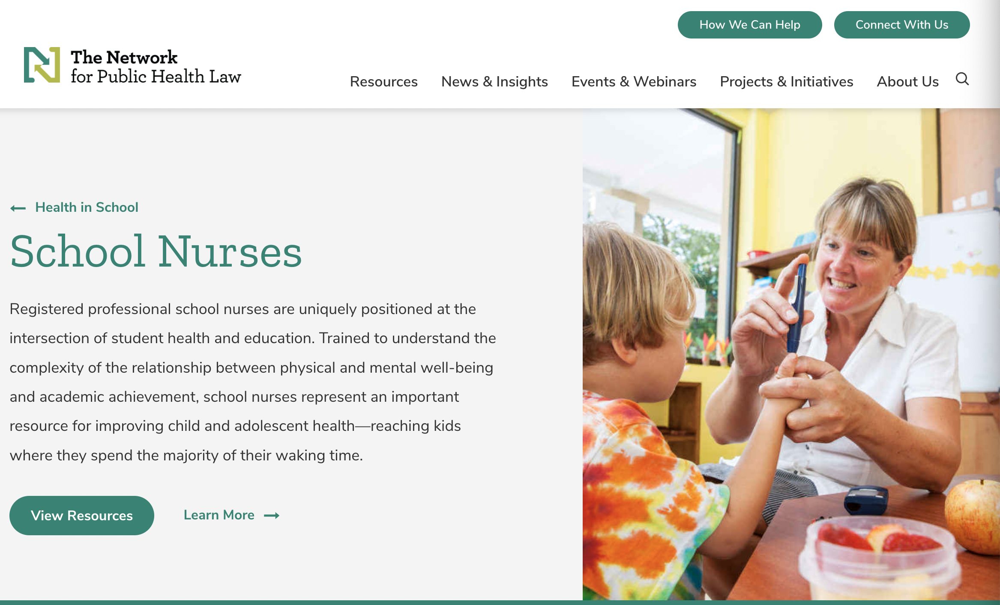 How We Can Help
Connect With Us
The Network
for Public Health Law
Resources
News & Insights
Events & Webinars
Projects & Initiatives
About Us
Health in School
School Nurses
Registered professional school nurses are uniquely positioned at the
intersection of student health and education. Trained to understand the
complexity of the relationship between physical and mental well-being
and academic achievement, school nurses represent an important
resource for improving child and adolescent health—reaching kids
where they spend the majority of their waking time.
View Resources
Learn More